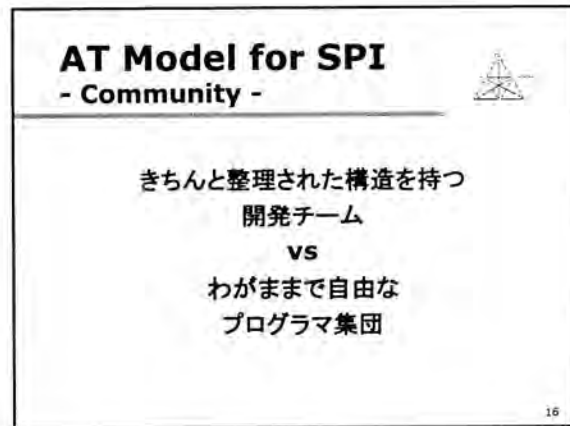 AT Model for SPI
- Community -
きちんと整理された構造を持つ
開発チーム
vs
わがままで自由な
プログラマ集団
16